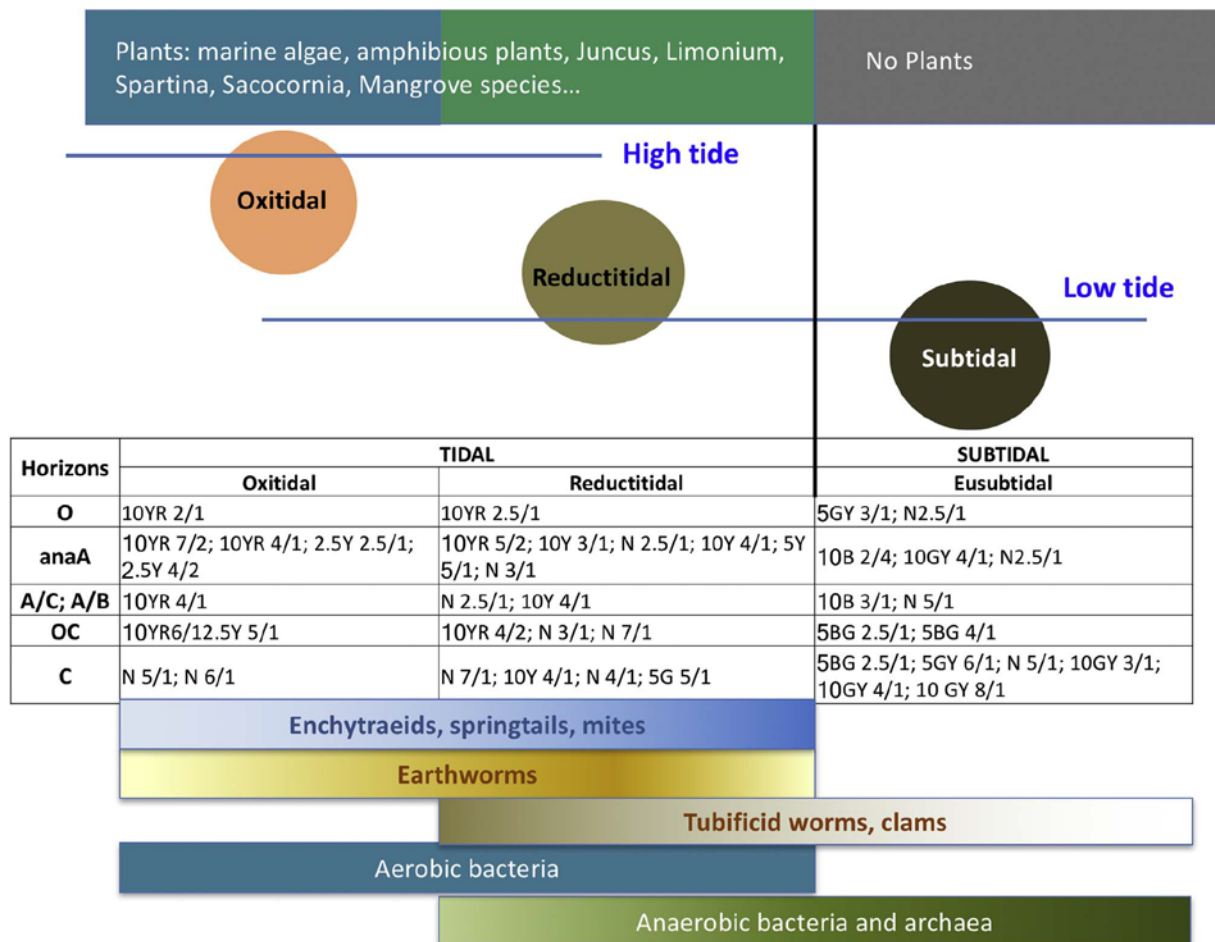 Plants: marine algae, amphibious plants, Juncus, Limonium,
Spartina, Sacocornia, Mangrove species…
No Plants
High tide
Oxitidal
Reductitidal
Low tide
Subtidal
Horizons
TIDAL
SUBTIDAL
Oxitidal
Reductitidal
Eusubtidal
O
10YR 2/1
10YR 2.5/1
5GY 3/1; N2.5/1
anaA
10YR 7/2; 10YR 4/1; 2.5Y 2.5/1;
2.5Y 4/2
10YR 5/2; 10Y 3/1; N 2.5/1; 10Y 4/1; 5Y
5/1; N 3/1
10B 2/4; 10GY 4/1; N2.5/1
A/C; A/B
10YR 4/1
N 2.5/1; 10Y 4/1
10B 3/1; N 5/1
OC
10YR6/12.5Y 5/1
10YR 4/2; N 3/1; N 7/1
5BG 2.5/1; 5BG 4/1
C
N 5/1; N 6/1
N 7/1; 10Y 4/1; N 4/1; 5G 5/1
5BG 2.5/1; 5GY 6/1; N 5/1; 10GY 3/1;
10GY 4/1; 10 GY 8/1
Enchytraeids, springtails, mites
Earthworms
Tubificid worms, clams
Aerobic bacteria
Anaerobic bacteria and archaea